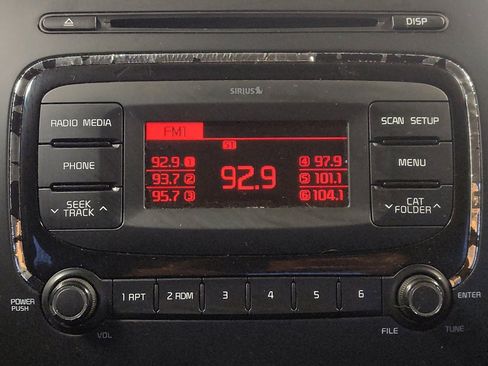 DISP
SIRIUS
RADIO MEDIA
SCAN SETUP
FM1
ST
PHONE
MENU
92.9 1
93.7 2
95.7 3
92.9
4 97.9
5 101.1
6 104.1
SEEK
TRACK
CAT
FOLDER
POWER
PUSH
VOL
1 RPT
2 RDM
3
4
5
6
ENTER
FILE
TUNE